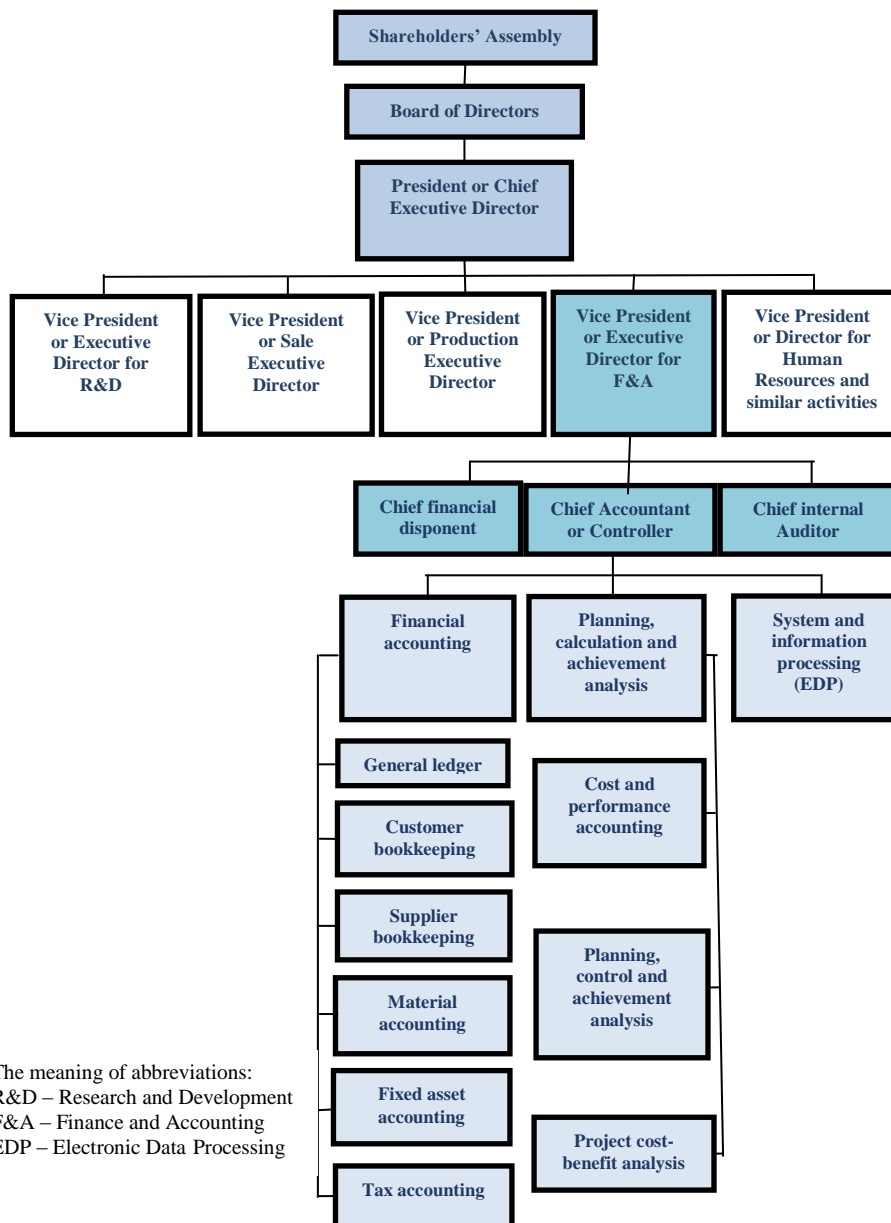 Shareholders' Assembly
Board of Directors
President or Chief
Executive Director
Vice President
or Executive
Director for
R&D
Vice President
or Sale
Executive
Director
Vice President
or Production
Executive
Director
Vice President
or Executive
Director for
F&A
Vice President
or Director for
Human
Resources and
similar activities
Chief financial
disponent
Chief Accountant
or Controller
Chief internal
Auditor
Financial
accounting
Planning,
calculation and
achievement
analysis
System and
information
processing
(EDP)
General ledger
Customer
bookkeeping
Supplier
bookkeeping
Material
accounting
Fixed asset
accounting
Tax accounting
Cost and
performance
accounting
Planning,
control and
achievement
analysis
Project cost-
benefit analysis
The meaning of abbreviations:
R&D – Research and Development
F&A – Finance and Accounting
EDP – Electronic Data Processing